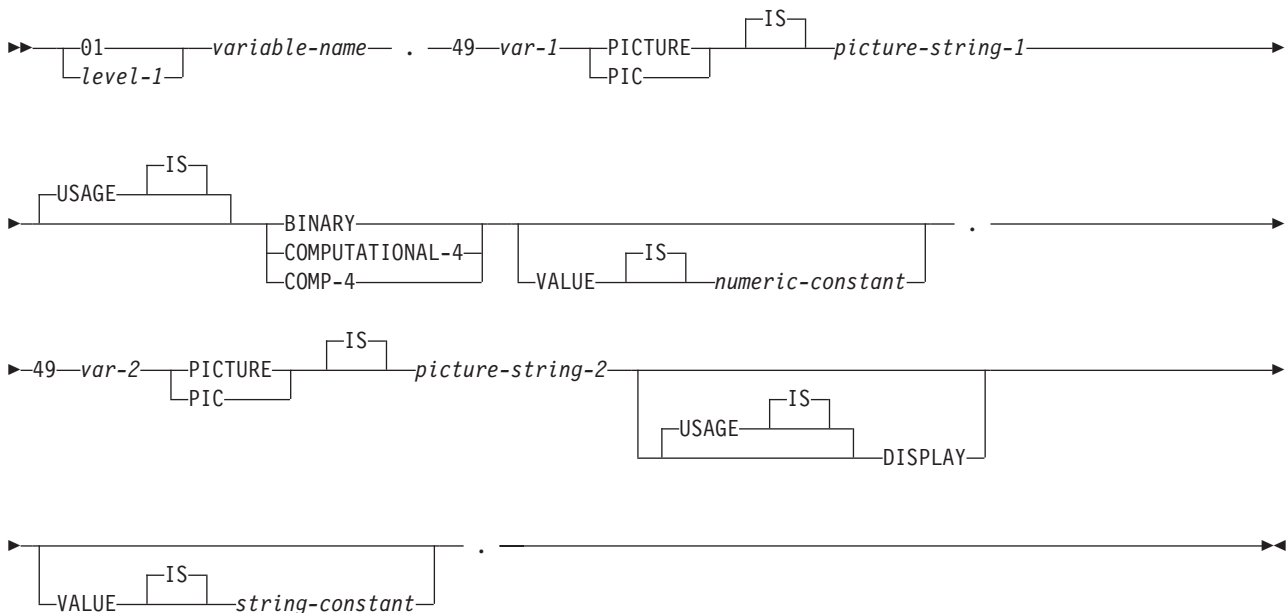 IS
01 variable-name . 49 var-1 PICTURE picture-string-1
level-1 PIC
IS
USAGE
BINARY .
COMPUTATIONAL-4 IS
COMP-4 VALUE numeric-constant
IS
49 var-2 PICTURE picture-string-2
PIC IS
USAGE
DISPLAY
.
IS
VALUE string-constant